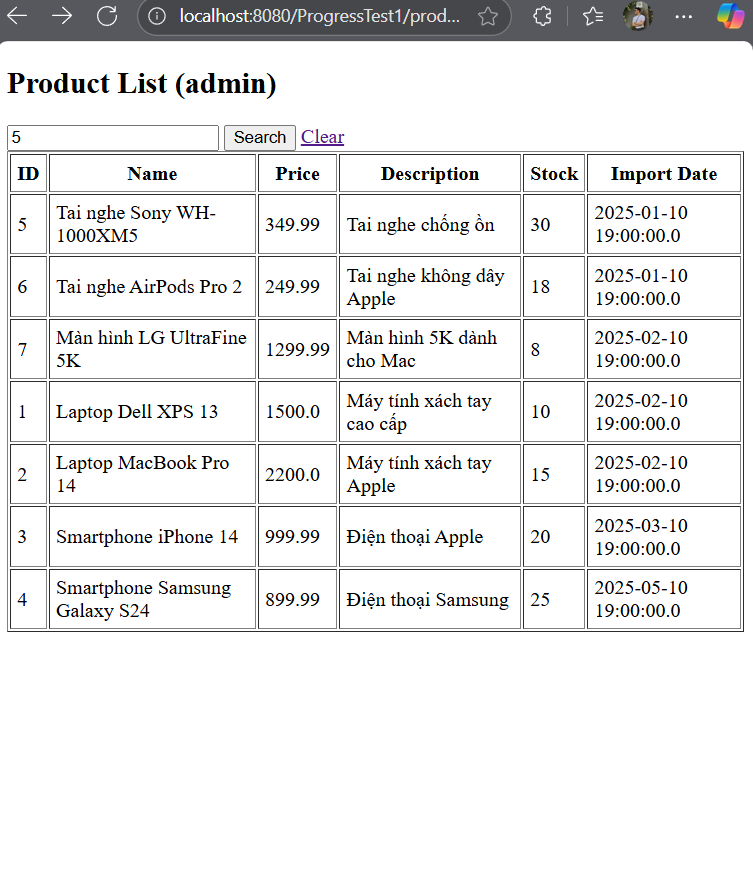 localhost:8080/ProgressTest1/prod...
Product List (admin)
5 Search Clear
ID Name Price Description Stock Import Date
5 Tai nghe Sony WH-1000XM5 349.99 Tai nghe chống ồn 30 2025-01-10 19:00:00.0
6 Tai nghe AirPods Pro 2 249.99 Tai nghe không dây Apple 18 2025-01-10 19:00:00.0
7 Màn hình LG UltraFine 5K 1299.99 Màn hình 5K dành cho Mac 8 2025-02-10 19:00:00.0
1 Laptop Dell XPS 13 1500.0 Máy tính xách tay cao cấp 10 2025-02-10 19:00:00.0
2 Laptop MacBook Pro 14 2200.0 Máy tính xách tay Apple 15 2025-02-10 19:00:00.0
3 Smartphone iPhone 14 999.99 Điện thoại Apple 20 2025-03-10 19:00:00.0
4 Smartphone Samsung Galaxy S24 899.99 Điện thoại Samsung 25 2025-05-10 19:00:00.0